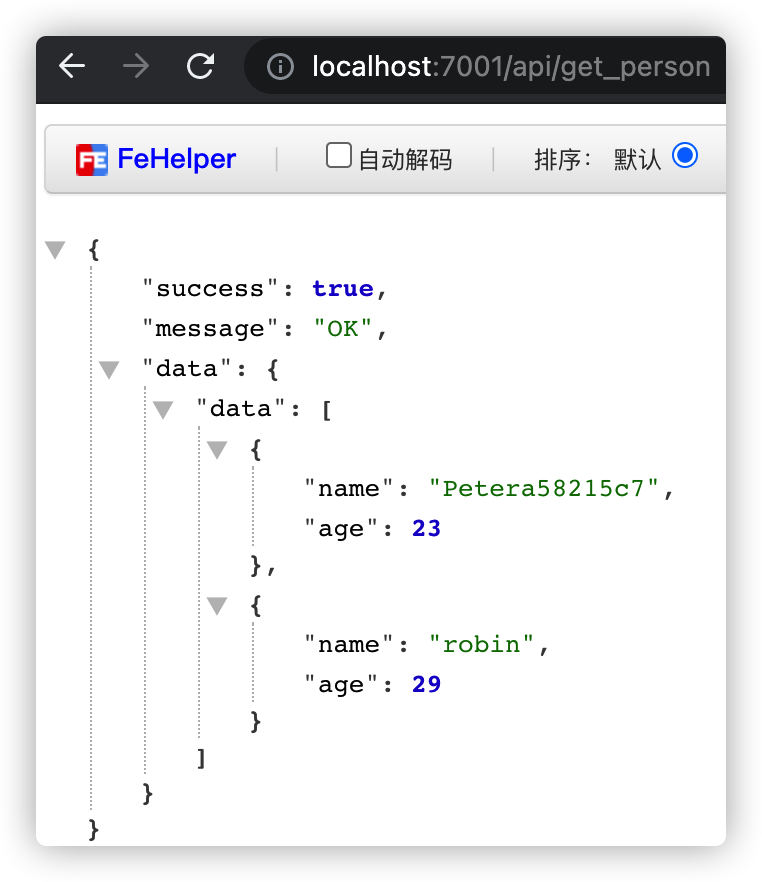 localhost:7001/api/get_person
FE FeHelper | 自动解码 | 排序： 默认
{
"success": true,
"message": "OK",
"data": {
"data": [
{
"name": "Petera58215c7",
"age": 23
},
{
"name": "robin",
"age": 29
}
]
}
}